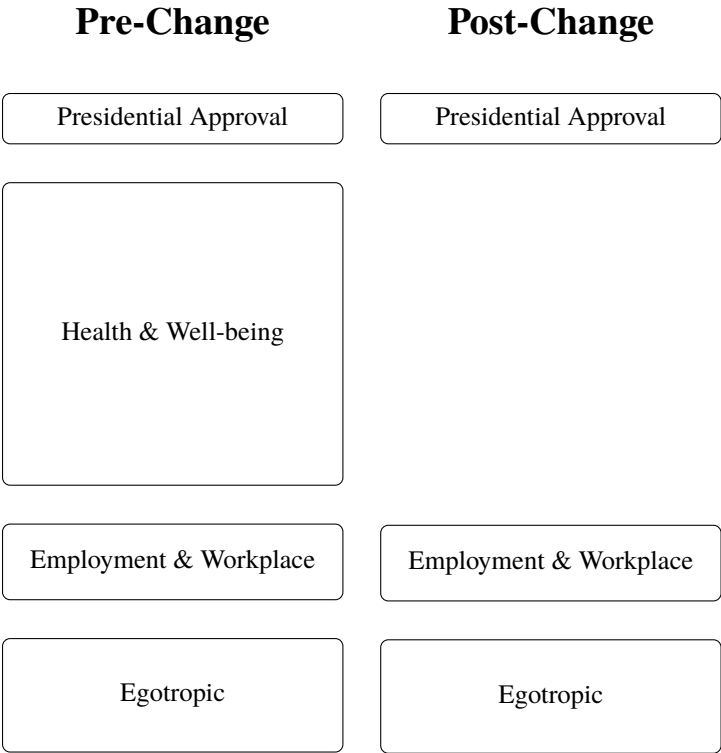 Pre-Change
Post-Change
Presidential Approval
Presidential Approval
Health & Well-being
Employment & Workplace
Employment & Workplace
Egotropic
Egotropic